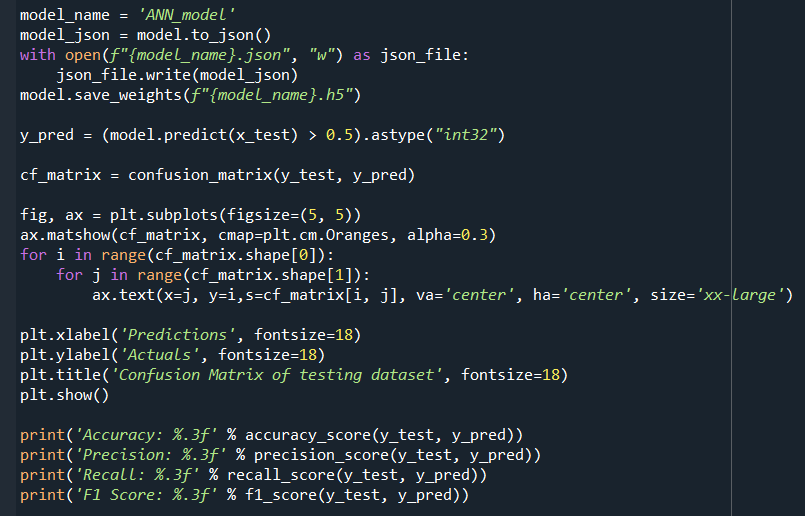 model_name = 'ANN_model'
model_json = model.to_json()
with open(f"{model_name}.json", "w") as json_file:
    json_file.write(model_json)
model.save_weights(f"{model_name}.h5")

y_pred = (model.predict(x_test) > 0.5).astype("int32")

cf_matrix = confusion_matrix(y_test, y_pred)

fig, ax = plt.subplots(figsize=(5, 5))
ax.matshow(cf_matrix, cmap=plt.cm.Oranges, alpha=0.3)
for i in range(cf_matrix.shape[0]):
    for j in range(cf_matrix.shape[1]):
        ax.text(x=j, y=i,s=cf_matrix[i, j], va='center', ha='center', size='xx-large')

plt.xlabel('Predictions', fontsize=18)
plt.ylabel('Actuals', fontsize=18)
plt.title('Confusion Matrix of testing dataset', fontsize=18)
plt.show()

print('Accuracy: %.3f' % accuracy_score(y_test, y_pred))
print('Precision: %.3f' % precision_score(y_test, y_pred))
print('Recall: %.3f' % recall_score(y_test, y_pred))
print('F1 Score: %.3f' % f1_score(y_test, y_pred))